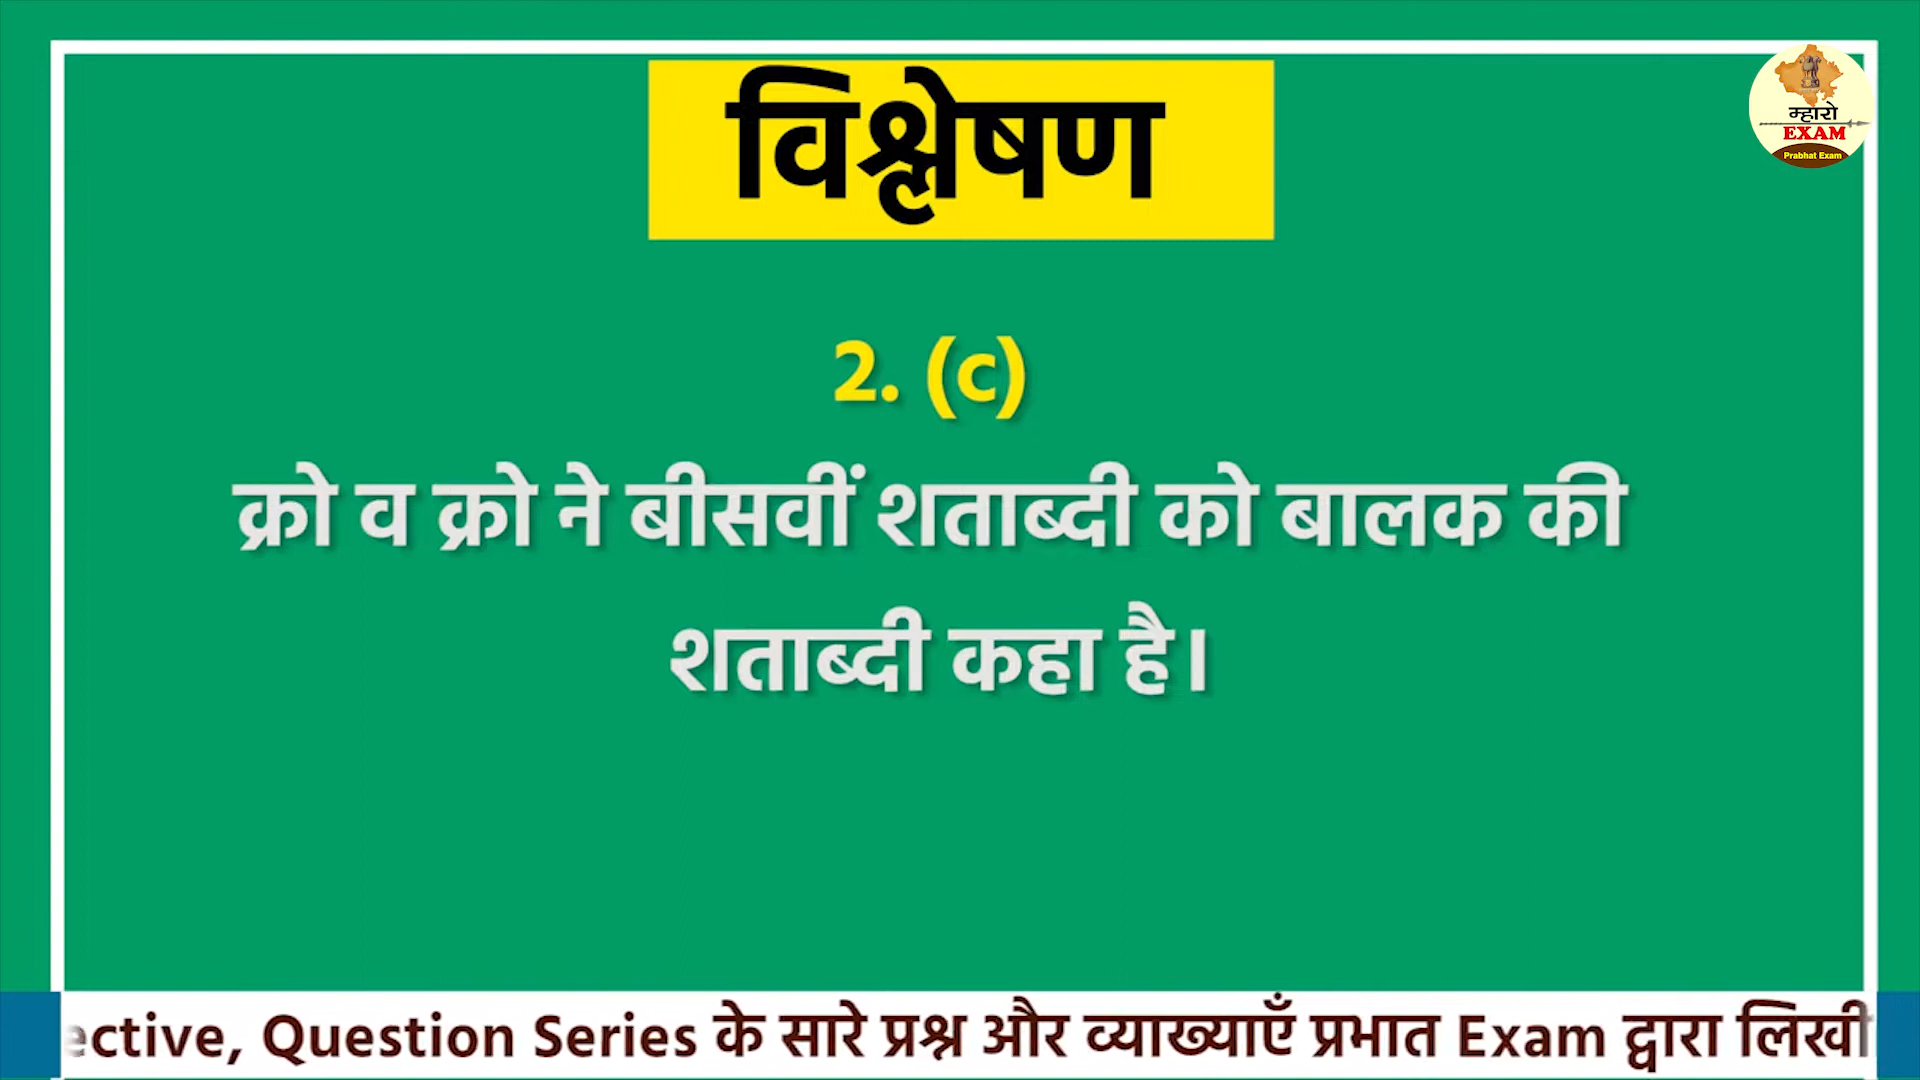 विश्लेषण
म्हारो
EXAM
Prabhat Exam
2. (c)
क्रो व क्रो ने बीसवीं शताब्दी को बालक की
शताब्दी कहा है।
ective, Question Series के सारे प्रश्न और व्याख्याएँ प्रभात Exam द्वारा लिखी